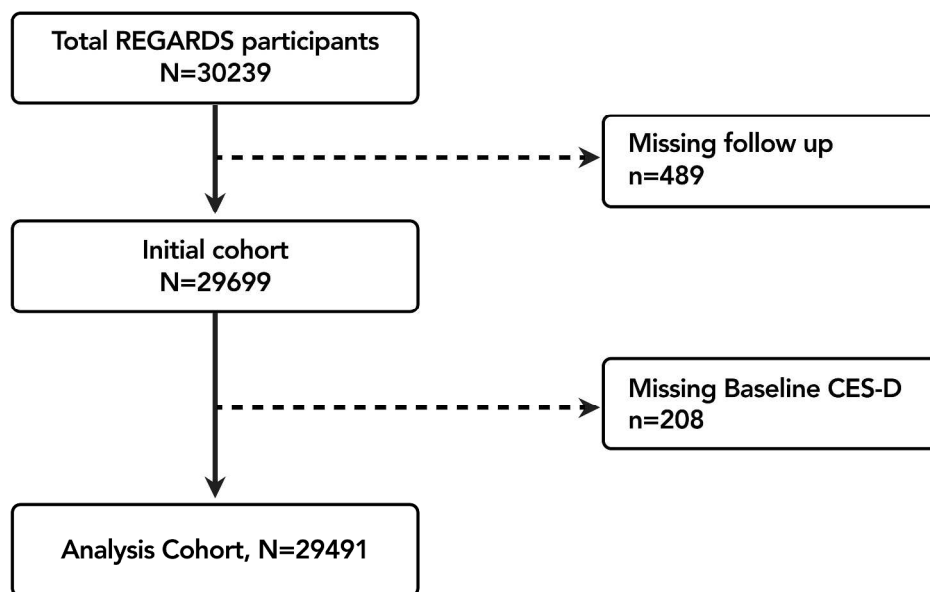 Total REGARDS participants
N=30239
Missing follow up
n=489
Initial cohort
N=29699
Missing Baseline CES-D
n=208
Analysis Cohort, N=29491